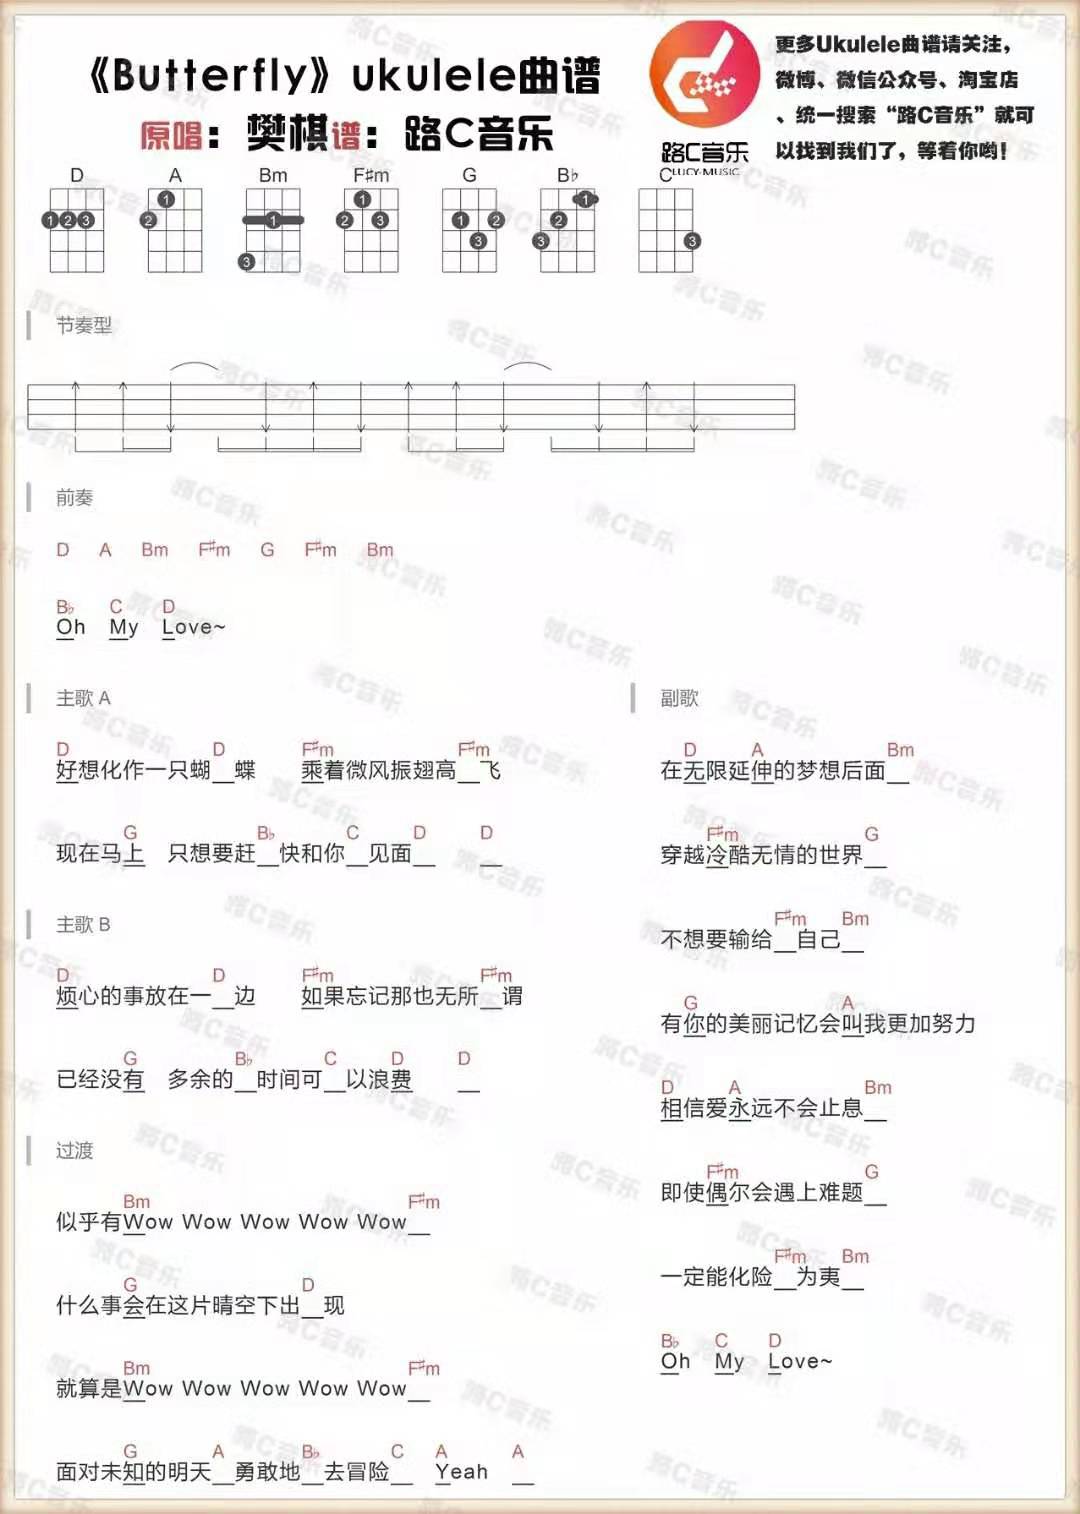 《Butterfly》ukulele曲谱
原唱：樊棋谱：路C音乐
路C音乐
CLUCY·MUSIC
更多Ukulele曲谱请关注，
微博、微信公众号、淘宝店
、统一搜索“路C音乐”就可
以找到我们了，等着你哟！
D A Bm F#m G B♭ C
1 2 3 1 2 1 3 1 2 3 1 2 3 1 2 3 3
节奏型
前奏
D A Bm F#m G F#m Bm
B♭ C D
Oh My Love~
主歌 A
D D F#m F#m
好想化作一只蝴__蝶 乘着微风振翅高__飞
G B♭ C D D
现在马上 只想要赶__快和你__见面__ __
主歌 B
D D F#m F#m
烦心的事放在一__边 如果忘记那也无所__谓
G B♭ C D D
已经没有 多余的__时间可__以浪费 __
过渡
Bm F#m
似乎有Wow Wow Wow Wow Wow__
G D
什么事会在这片晴空下出__现
Bm F#m
就算是Wow Wow Wow Wow Wow__
G A B♭ C A A
面对未知的明天__勇敢地__去冒险__ Yeah __
副歌
D A Bm
在无限延伸的梦想后面__
F#m G
穿越冷酷无情的世界__
F#m Bm
不想要输给__自己__
G A
有你的美丽记忆会叫我更加努力
D A Bm
相信爱永远不会止息__
F#m G
即使偶尔会遇上难题__
F#m Bm
一定能化险__为夷__
B♭ C D
Oh My Love~